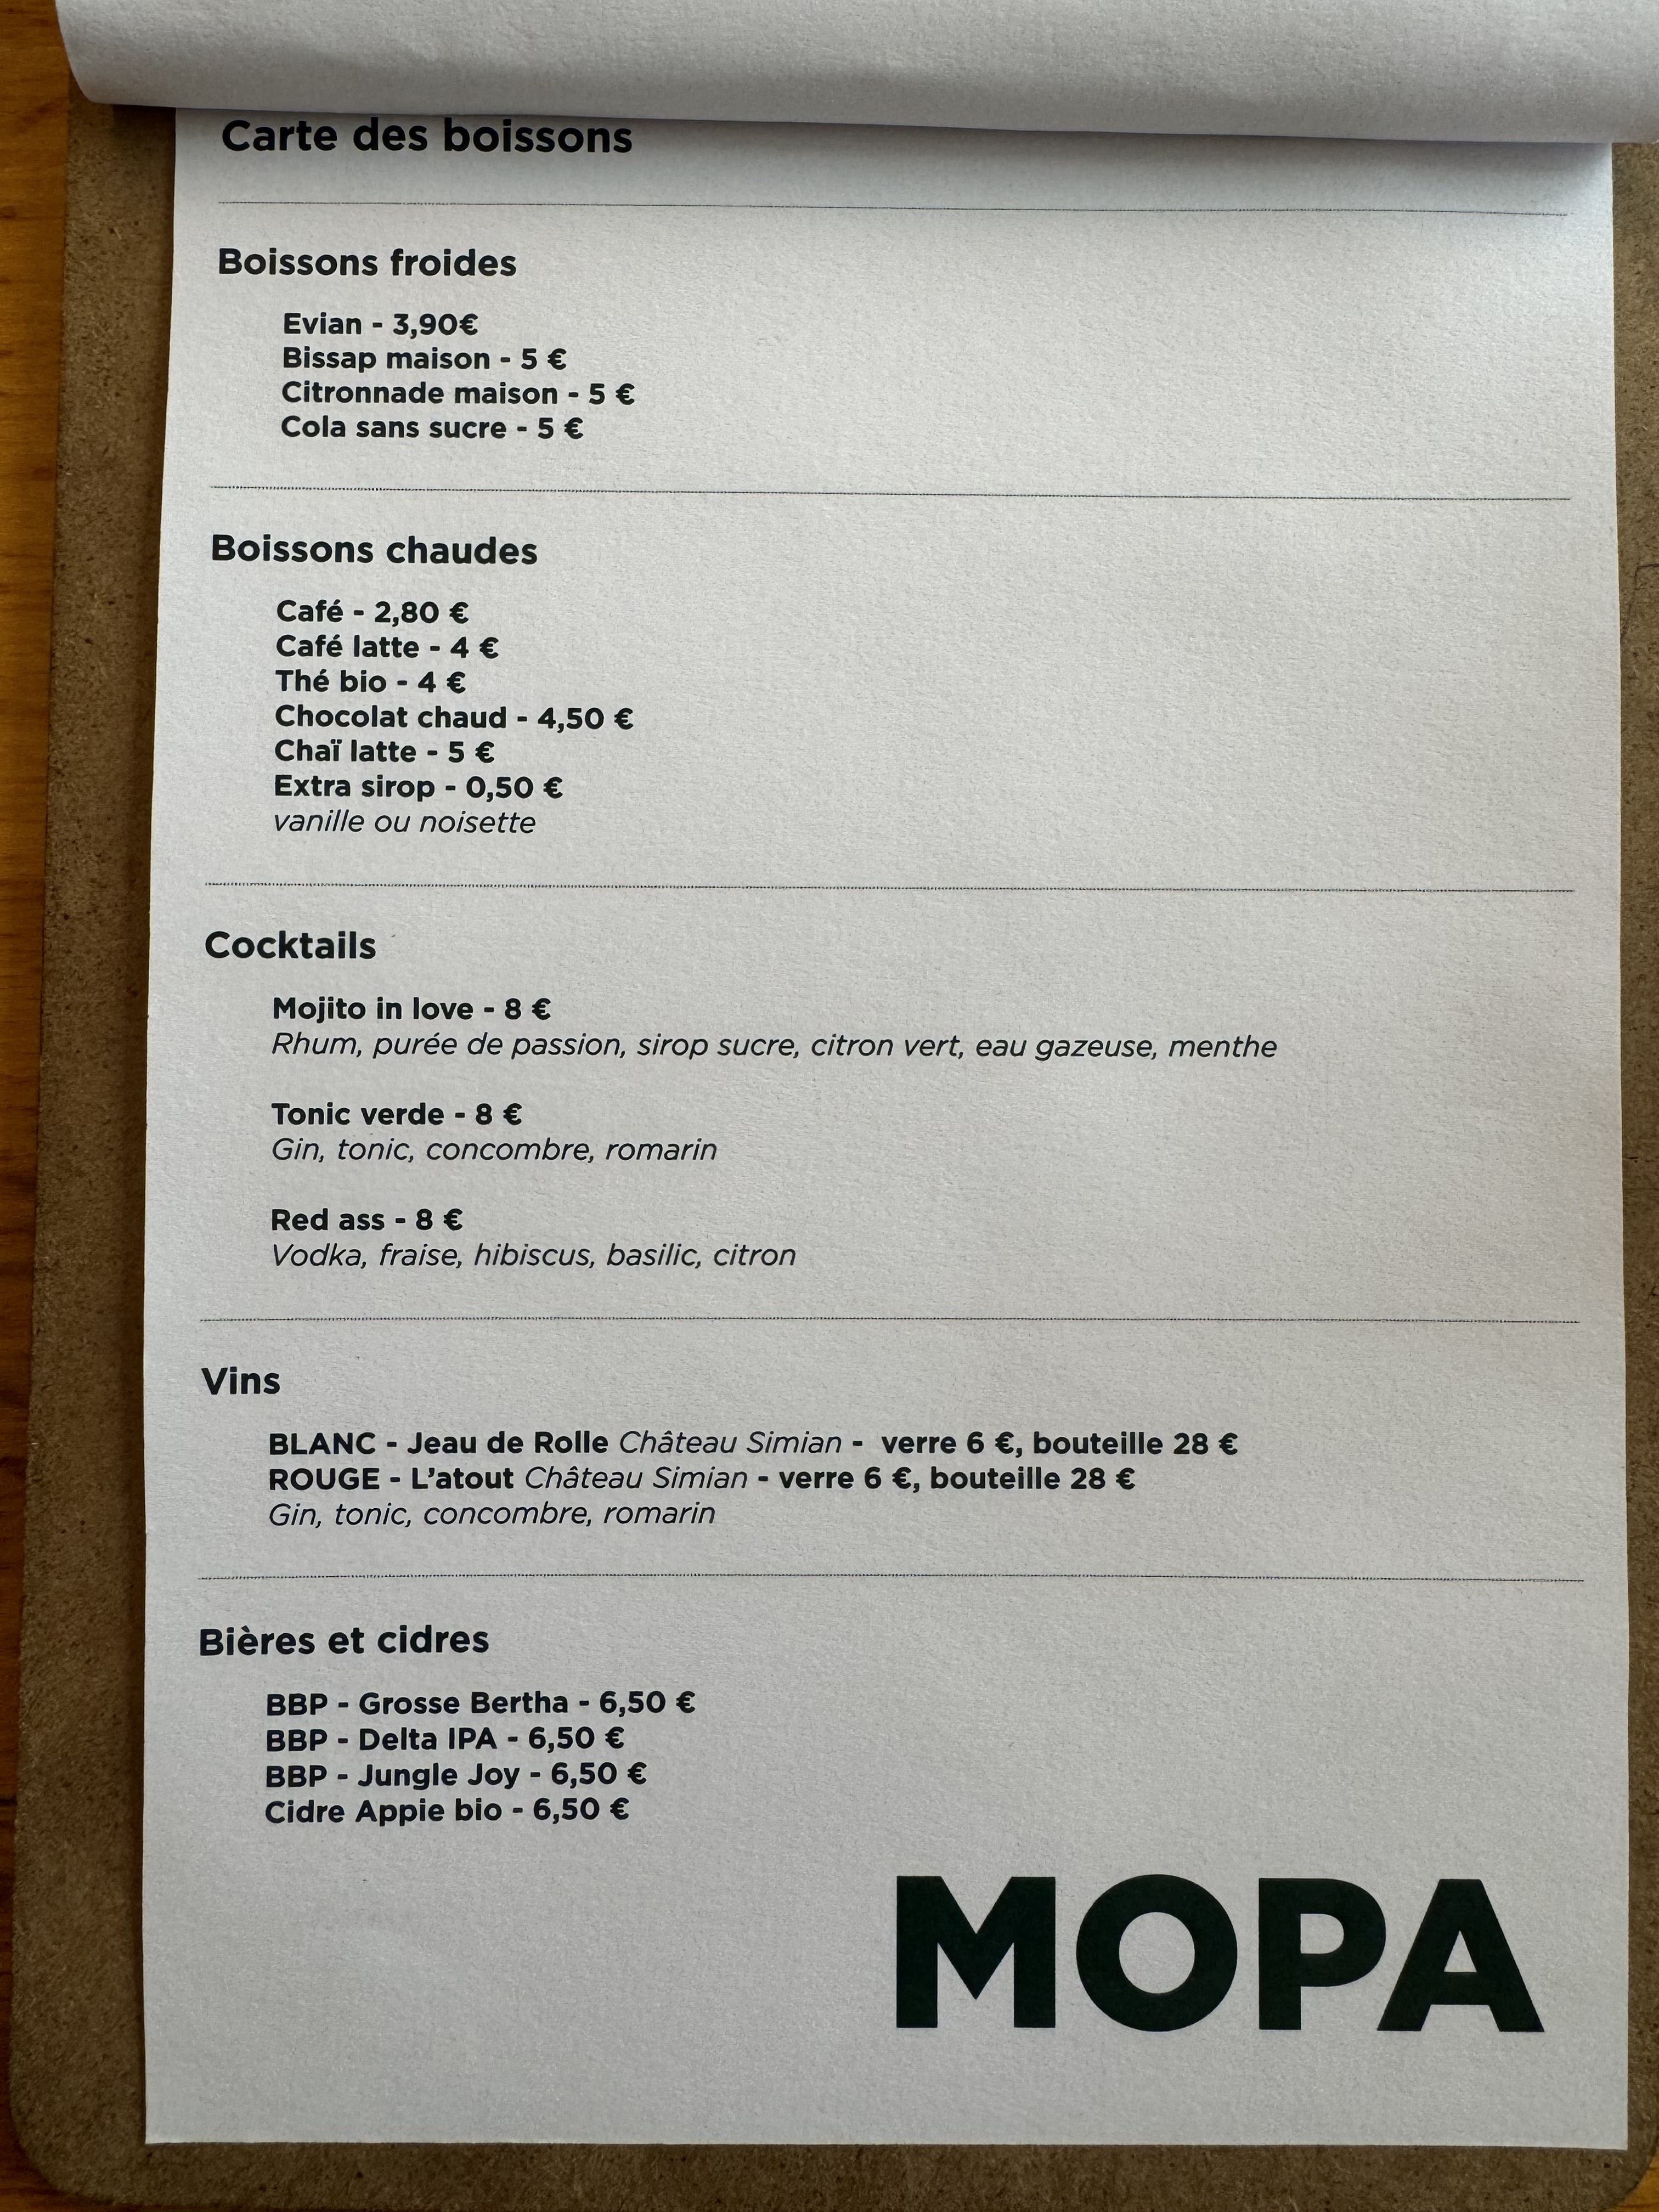 Carte des boissons
Boissons froides
Evian - 3,90€
Bissap maison - 5 €
Citronnade maison - 5 €
Cola sans sucre - 5 €
Boissons chaudes
Café - 2,80 €
Café latte - 4 €
Thé bio - 4 €
Chocolat chaud - 4,50 €
Chaï latte - 5 €
Extra sirop - 0,50 €
vanille ou noisette
Cocktails
Mojito in love - 8 €
Rhum, purée de passion, sirop sucre, citron vert, eau gazeuse, menthe
Tonic verde - 8 €
Gin, tonic, concombre, romarin
Red ass - 8 €
Vodka, fraise, hibiscus, basilic, citron
Vins
BLANC - Jeau de Rolle Château Simian - verre 6 €, bouteille 28 €
ROUGE - L'atout Château Simian - verre 6 €, bouteille 28 €
Gin, tonic, concombre, romarin
Bières et cidres
BBP - Grosse Bertha - 6,50 €
BBP - Delta IPA - 6,50 €
BBP - Jungle Joy - 6,50 €
Cidre Appie bio - 6,50 €
MOPA